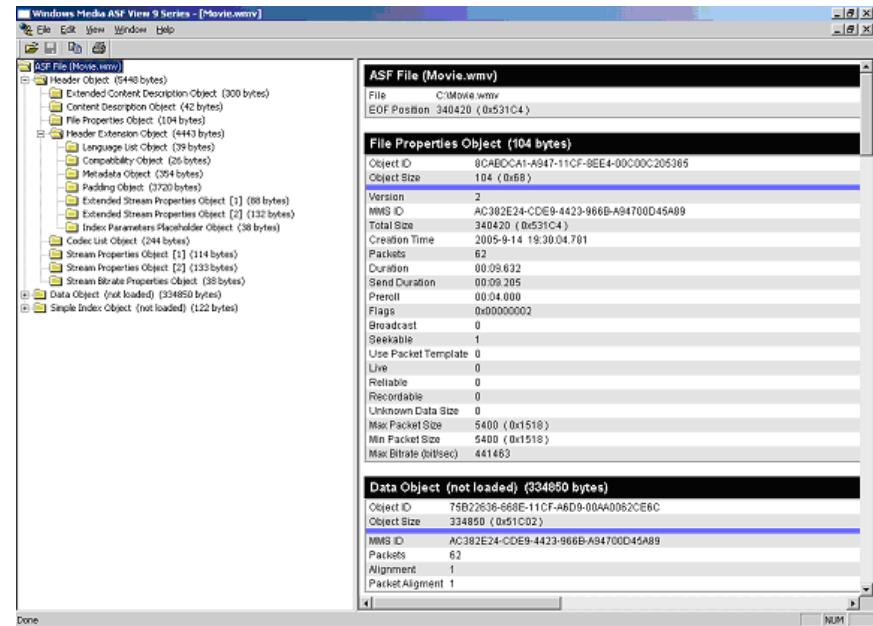 Windows Media ASF View 9 Series - [Movie.wmv]
File Edit View Window Help
ASF File (Movie.wmv)
Header Object (5448 bytes)
Extended Content Description Object (300 bytes)
Content Description Object (42 bytes)
File Properties Object (104 bytes)
Header Extension Object (4443 bytes)
Language List Object (39 bytes)
Compatibility Object (26 bytes)
Metadata Object (354 bytes)
Padding Object (3720 bytes)
Extended Stream Properties Object [1] (88 bytes)
Extended Stream Properties Object [2] (132 bytes)
Index Parameters Placeholder Object (38 bytes)
Codec List Object (244 bytes)
Stream Properties Object [1] (114 bytes)
Stream Properties Object [2] (133 bytes)
Stream Bitrate Properties Object (38 bytes)
Data Object (not loaded) (334850 bytes)
Simple Index Object (not loaded) (122 bytes)
ASF File (Movie.wmv)
File C:\Movie.wmv
EOF Position 340420 (0x531C4)
File Properties Object (104 bytes)
Object ID 8CABDCA1-A947-11CF-8EE4-00C00C205365
Object Size 104 (0x68)
Version 2
MMS ID AC382E24-CDE9-4423-966B-A94700D45A89
Total Size 340420 (0x531C4)
Creation Time 2005-9-14 19:30:04.781
Packets 62
Duration 00:09.632
Send Duration 00:09.205
Preroll 00:04.000
Flags 0x00000002
Broadcast 0
Seekable 1
Use Packet Template 0
Live 0
Reliable 0
Recordable 0
Unknown Data Size 0
Max Packet Size 5400 (0x1518)
Min Packet Size 5400 (0x1518)
Max Bitrate (bit/sec) 441463
Data Object (not loaded) (334850 bytes)
Object ID 75B22636-668E-11CF-A6D9-00AA0062CE6C
Object Size 334850 (0x51C02)
MMS ID AC382E24-CDE9-4423-966B-A94700D45A89
Packets 62
Alignment 1
Packet Aligment 1
Done
NUM